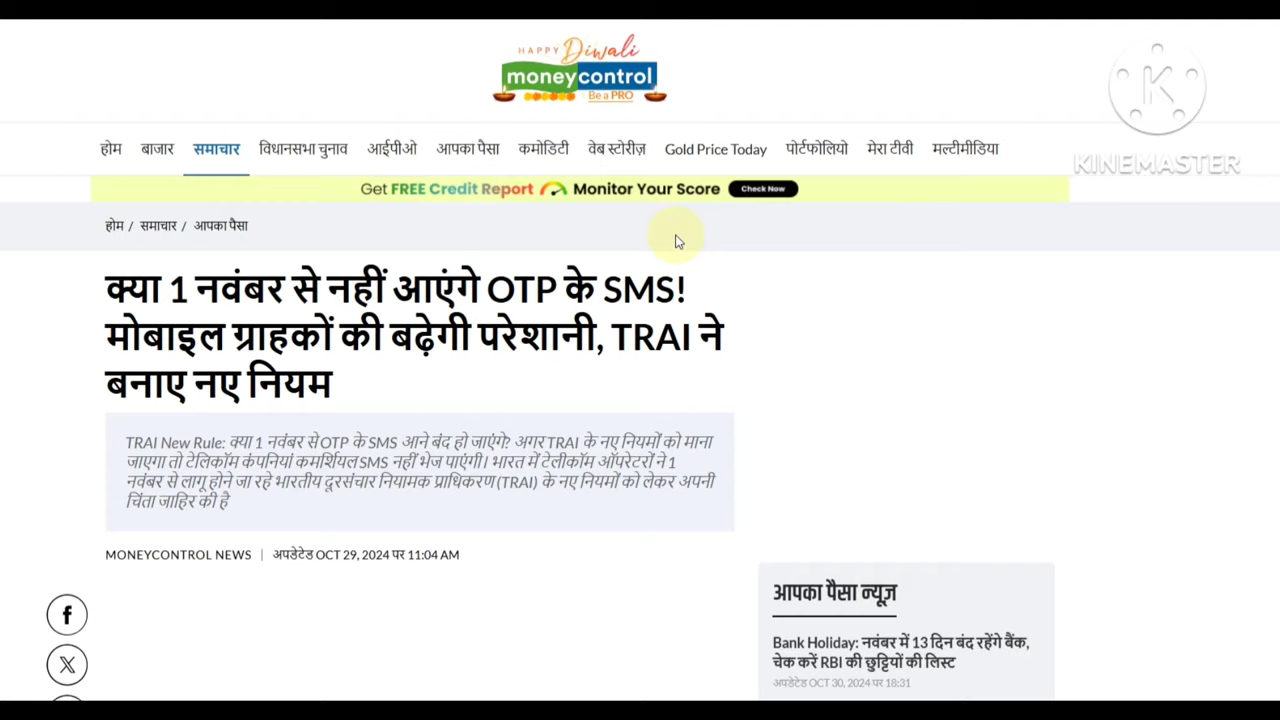 HAPPY Diwali
moneycontrol
Be a PRO
KINEMASTER
होम बाजार समाचार विधानसभा चुनाव आईपीओ आपका पैसा कमोडिटी वेब स्टोरीज़ Gold Price Today पोर्टफोलियो मेरा टीवी मल्टीमीडिया
Get FREE Credit Report Monitor Your Score Check Now
होम / समाचार / आपका पैसा
क्या 1 नवंबर से नहीं आएंगे OTP के SMS!
मोबाइल ग्राहकों की बढ़ेगी परेशानी, TRAI ने
बनाए नए नियम
TRAI New Rule: क्या 1 नवंबर से OTP के SMS आने बंद हो जाएंगे? अगर TRAI के नए नियमों को माना
जाएगा तो टेलिकॉम कंपनियां कमर्शियल SMS नहीं भेज पाएंगी। भारत में टेलीकॉम ऑपरेटरों ने 1
नवंबर से लागू होने जा रहे भारतीय दूरसंचार नियामक प्राधिकरण (TRAI) के नए नियमों को लेकर अपनी
चिंता जाहिर की है
MONEYCONTROL NEWS | अपडेटेड OCT 29, 2024 पर 11:04 AM
आपका पैसा न्यूज़
Bank Holiday: नवंबर में 13 दिन बंद रहेंगे बैंक,
चेक करें RBI की छुट्टियों की लिस्ट
अपडेटेड OCT 30, 2024 पर 18:31